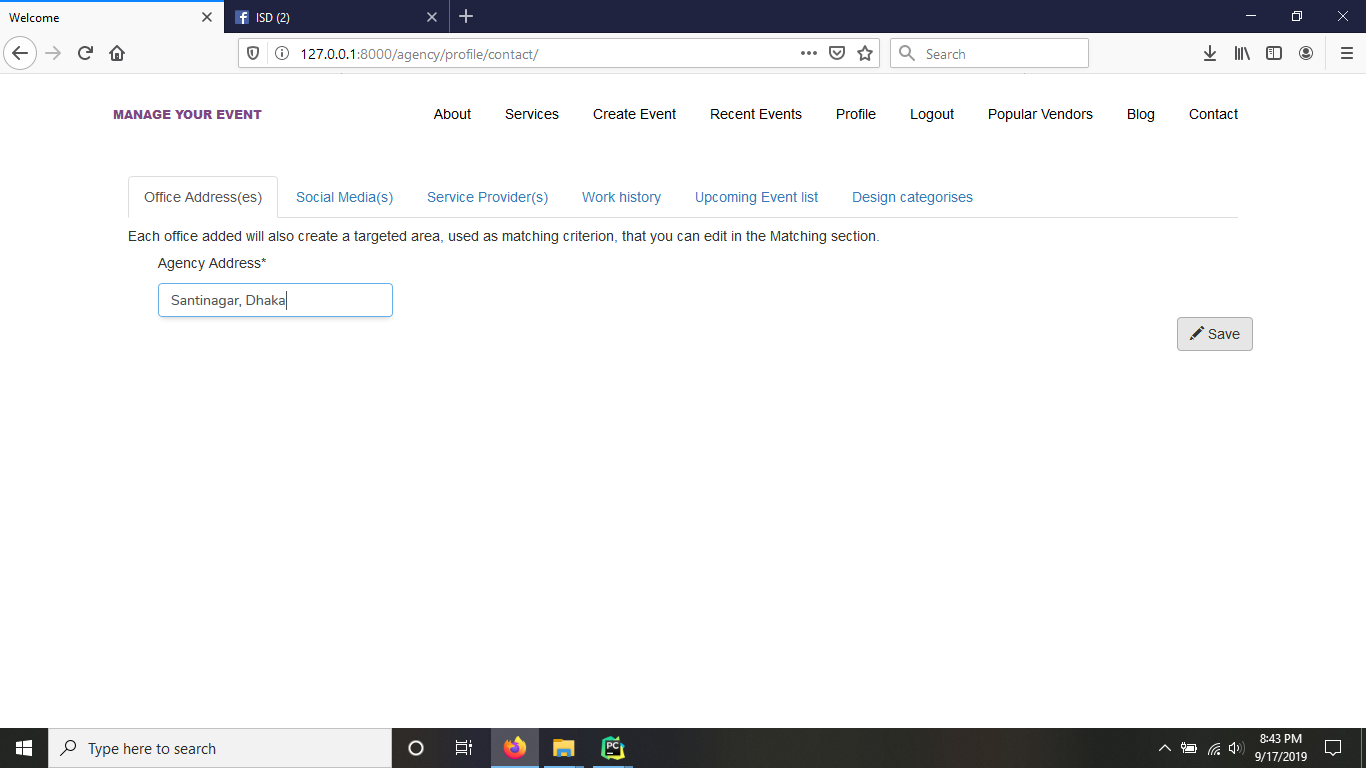 Welcome
ISD (2)
127.0.0.1:8000/agency/profile/contact/
Search
MANAGE YOUR EVENT
About Services Create Event Recent Events Profile Logout Popular Vendors Blog Contact
Office Address(es) Social Media(s) Service Provider(s) Work history Upcoming Event list Design categorises
Each office added will also create a targeted area, used as matching criterion, that you can edit in the Matching section.
Agency Address*
Santinagar, Dhaka
Save
Type here to search
PC
8:43 PM
9/17/2019